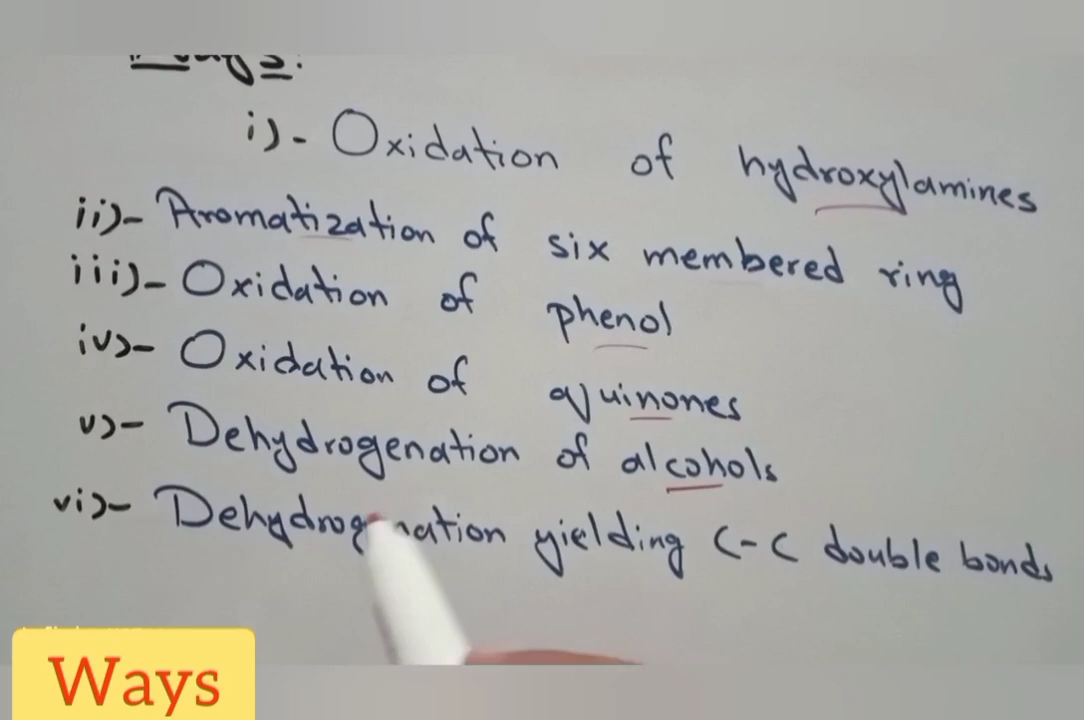 i)- Oxidation of hydroxylamines
ii)- Aromatization of six membered ring
iii)- Oxidation of phenol
iv)- Oxidation of quinones
v)- Dehydrogenation of alcohols
vi)- Dehydrogenation yielding C-C double bonds
Ways